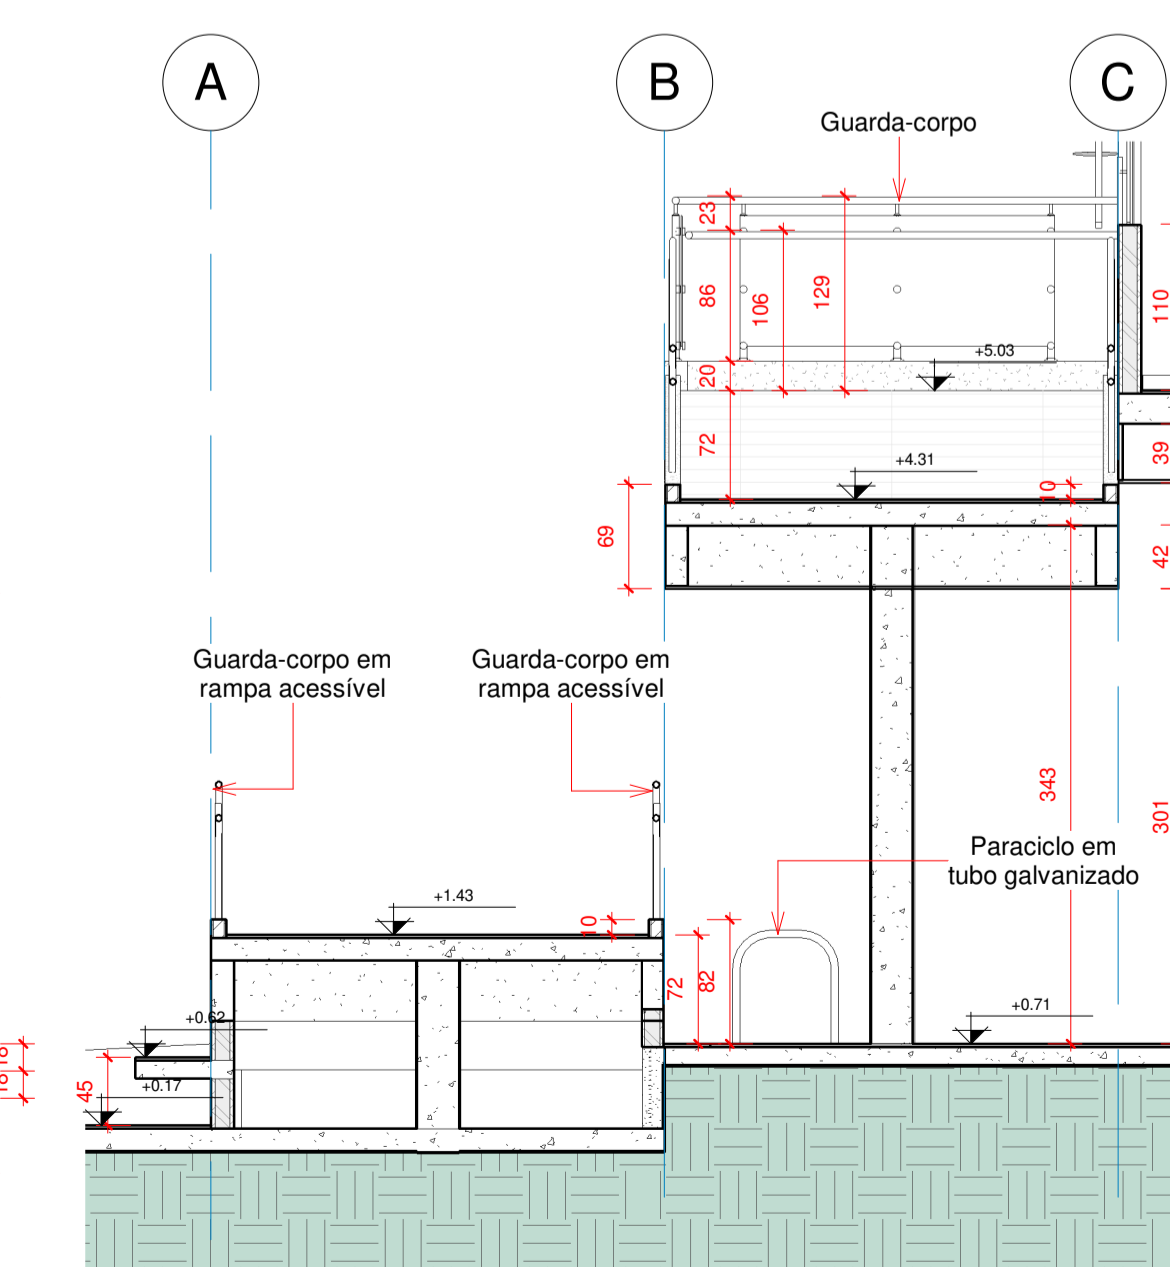 A
B
C
Guarda-corpo
23
86
106
129
110
20
+5.03
72
39
+4.31
10
69
42
Guarda-corpo em
rampa acessível
Guarda-corpo em
rampa acessível
343
301
Paraciclo em
tubo galvanizado
+1.43
10
72
82
+0.71
+0.62
18
18
45
+0.17